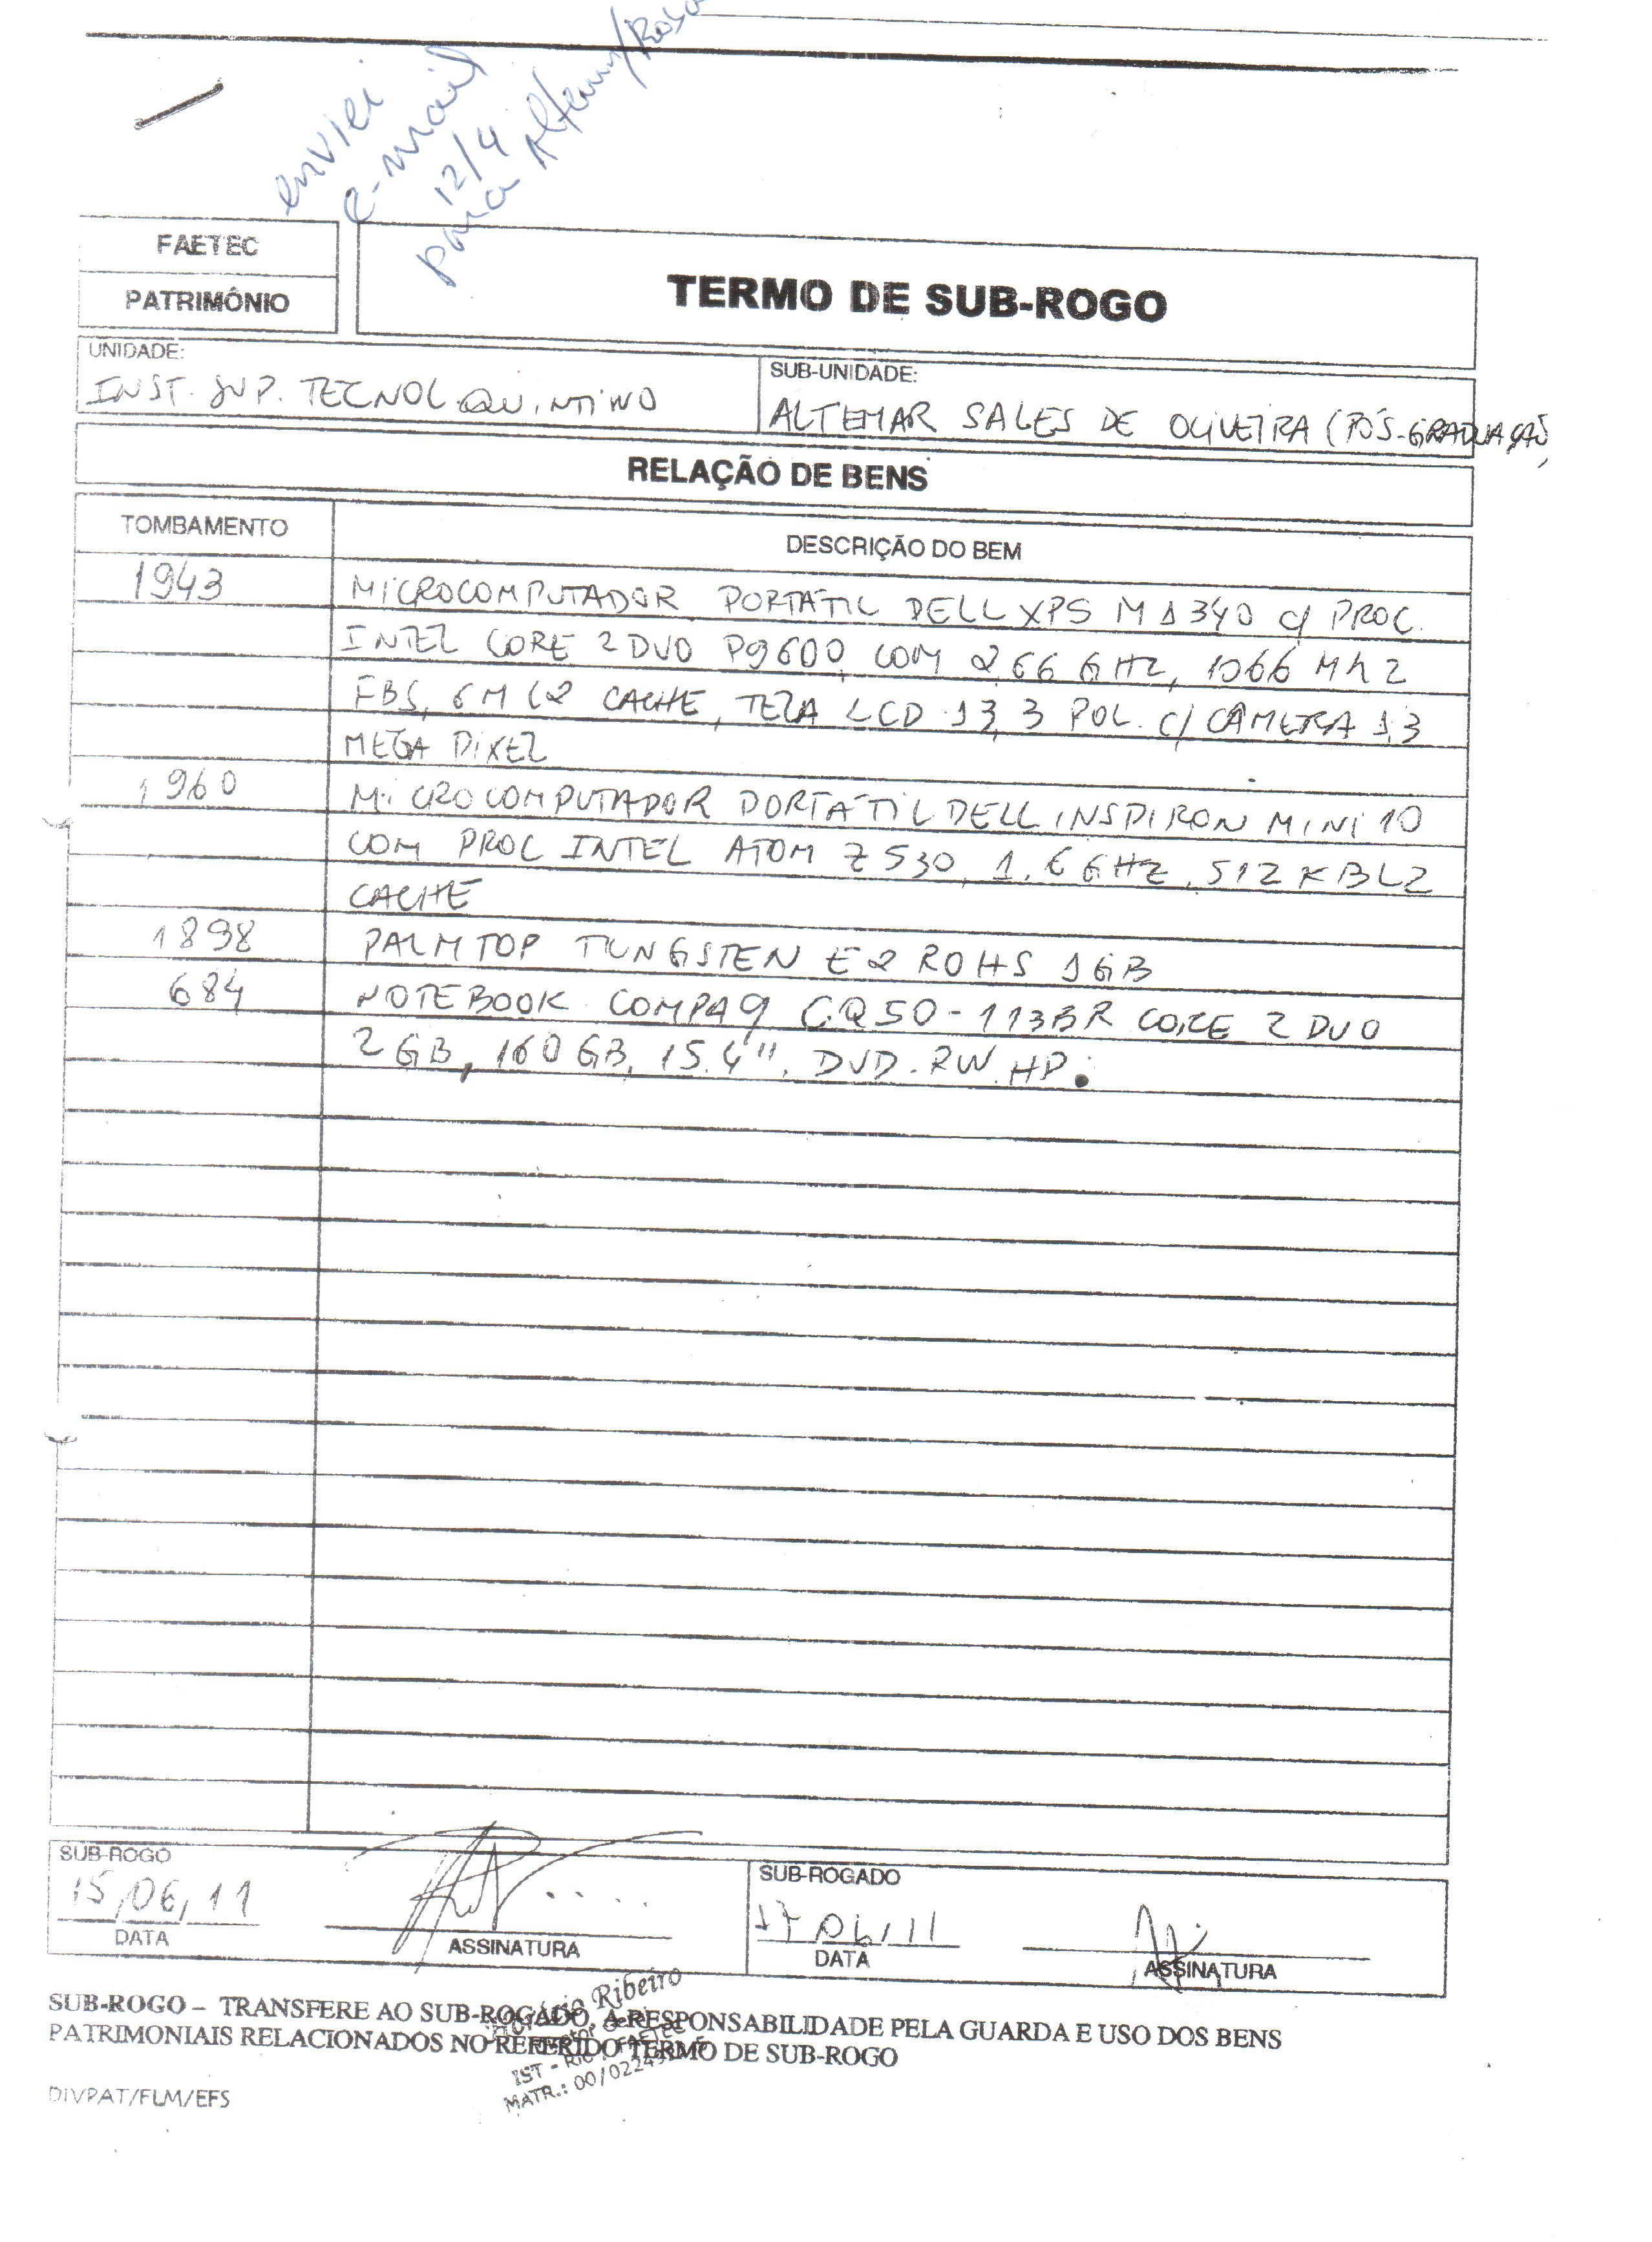 enviei
e-mail
12/4
para Altemar/Rosa
FAETEC
PATRIMÔNIO
TERMO DE SUB-ROGO
UNIDADE:
INST. SUP. TECNOL. QUINTINO
SUB-UNIDADE:
ALTEMAR SALES DE OLIVEIRA (PÓS-GRADUAÇÃO)
RELAÇÃO DE BENS
TOMBAMENTO
DESCRIÇÃO DO BEM
1943
MICROCOMPUTADOR PORTÁTIL DELL XPS M1340 c/ PROC.
INTEL CORE 2 DUO P9600, COM 2,66 GHZ, 1066 Mhz
FBS, 6M L2 CACHE, TELA LCD 13,3 POL. C/ CÂMERA 1,3
MEGA PIXEL
1960
MICROCOMPUTADOR PORTÁTIL DELL INSPIRON MINI 10
COM PROC INTEL ATOM Z530, 1.6 GHZ, 512 KB L2
CACHE
1898
PALMTOP TUNGSTEN E2 ROHS 1GB
684
NOTEBOOK COMPAQ CQ50-113BR CORE 2 DUO
2GB, 160GB, 15.4", DVD-RW. HP.
SUB-ROGO
15/06/11
DATA
ASSINATURA
SUB-ROGADO
17/06/11
DATA
ASSINATURA
Ribeiro
IST - RIO / FAETEC
MATR.: 00/0224
SUB-ROGO – TRANSFERE AO SUB-ROGADO, A RESPONSABILIDADE PELA GUARDA E USO DOS BENS
PATRIMONIAIS RELACIONADOS NO REFERIDO TERMO DE SUB-ROGO
DIVPAT/FLM/EFS